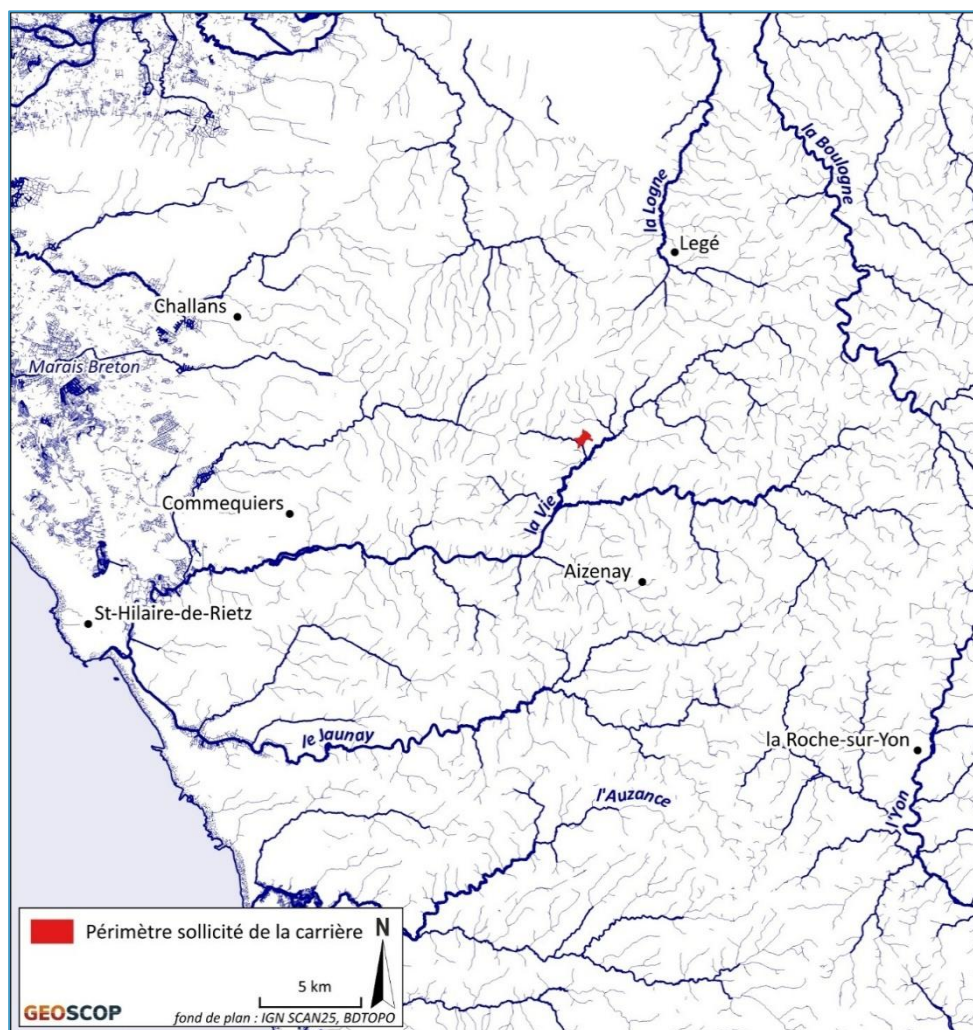 la Logne
la Boulogne
Legé
Challans
Marais Breton
Commequiers
la Vie
Aizenay
St-Hilaire-de-Rietz
le Jaunay
la Roche-sur-Yon
l'Auzance
l'Yon
Périmètre sollicité de la carrière
N
5 km
GEOSCOP
fond de plan : IGN SCAN25, BDTOPO